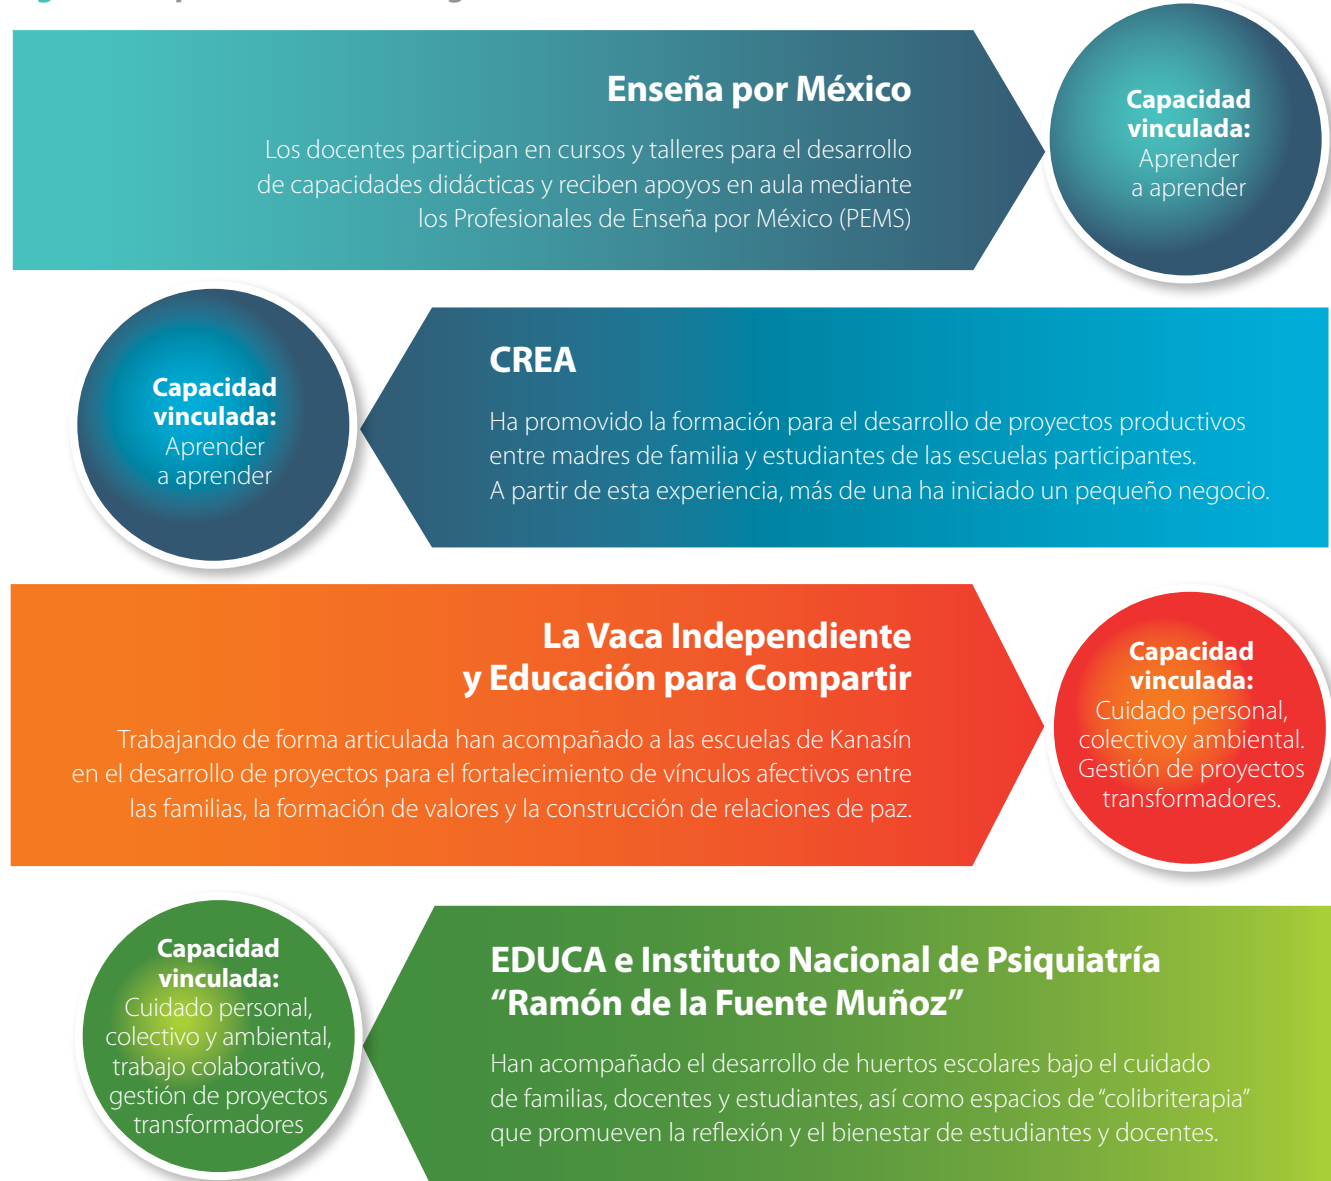 Enseña por México
Los docentes participan en cursos y talleres para el desarrollo
de capacidades didácticas y reciben apoyos en aula mediante
los Profesionales de Enseña por México (PEMS)
Capacidad
vinculada:
Aprender
a aprender
Capacidad
vinculada:
Aprender
a aprender
CREA
Ha promovido la formación para el desarrollo de proyectos productivos
entre madres de familia y estudiantes de las escuelas participantes.
A partir de esta experiencia, más de una ha iniciado un pequeño negocio.
La Vaca Independiente
y Educación para Compartir
Trabajando de forma articulada han acompañado a las escuelas de Kanasín
en el desarrollo de proyectos para el fortalecimiento de vínculos afectivos entre
las familias, la formación de valores y la construcción de relaciones de paz.
Capacidad
vinculada:
Cuidado personal,
colectivoy ambiental.
Gestión de proyectos
transformadores.
Capacidad
vinculada:
Cuidado personal,
colectivo y ambiental,
trabajo colaborativo,
gestión de proyectos
transformadores
EDUCA e Instituto Nacional de Psiquiatría
“Ramón de la Fuente Muñoz”
Han acompañado el desarrollo de huertos escolares bajo el cuidado
de familias, docentes y estudiantes, así como espacios de “colibriterapia”
que promueven la reflexión y el bienestar de estudiantes y docentes.